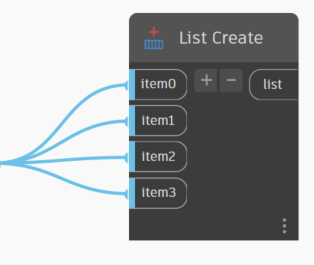 List Create
item0 + − list
item1
item2
item3